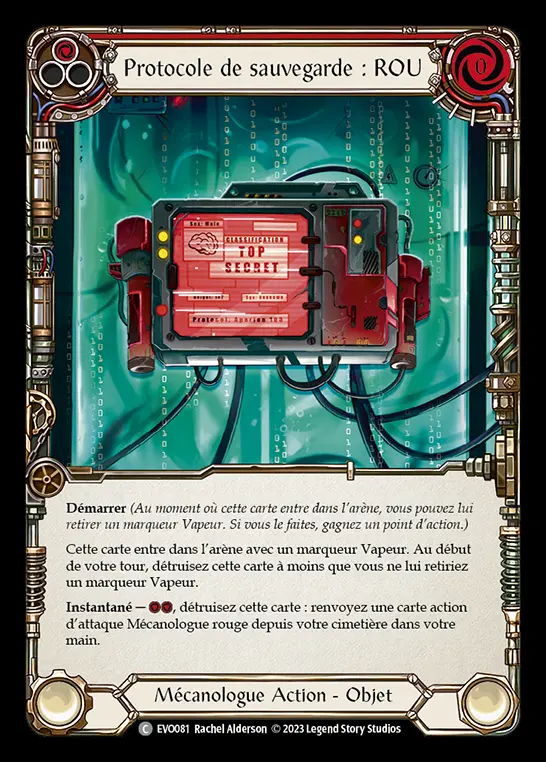 Protocole de sauvegarde : ROU
0
Sex: Male
CLASSIFICATION
TOP
SECRET
Démarrer (Au moment où cette carte entre dans l'arène, vous pouvez lui
retirer un marqueur Vapeur. Si vous le faites, gagnez un point d'action.)
Cette carte entre dans l'arène avec un marqueur Vapeur. Au début
de votre tour, détruisez cette carte à moins que vous ne lui retiriez
un marqueur Vapeur.
Instantané — , détruisez cette carte : renvoyez une carte action
d'attaque Mécanologue rouge depuis votre cimetière dans votre
main.
Mécanologue Action - Objet
C EVO081 Rachel Alderson © 2023 Legend Story Studios